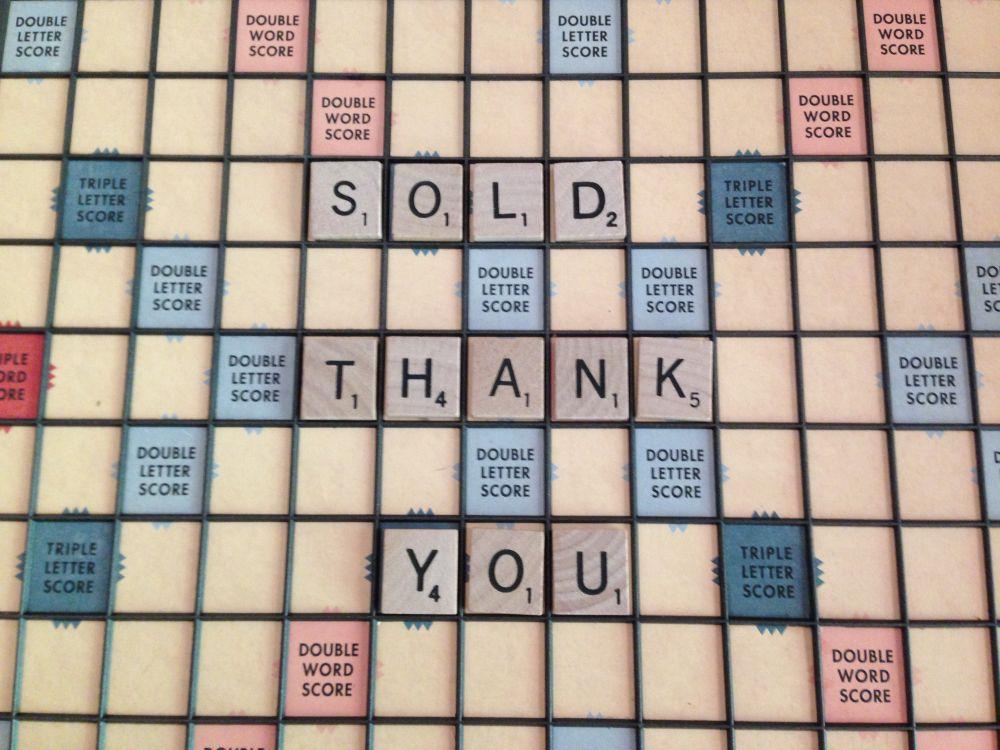 DOUBLE LETTER SCORE DOUBLE WORD SCORE DOUBLE LETTER SCORE DOUBLE WORD SCORE
DOUBLE WORD SCORE DOUBLE WORD SCORE
TRIPLE LETTER SCORE S1 O1 L1 D2 TRIPLE LETTER SCORE
DOUBLE LETTER SCORE DOUBLE LETTER SCORE DOUBLE LETTER SCORE
DOUBLE LETTER SCORE T1 H4 A1 N1 K5 DOUBLE LETTER SCORE
DOUBLE LETTER SCORE DOUBLE LETTER SCORE DOUBLE LETTER SCORE
TRIPLE LETTER SCORE Y4 O1 U1 TRIPLE LETTER SCORE
DOUBLE WORD SCORE DOUBLE WORD SCORE
DOUBLE